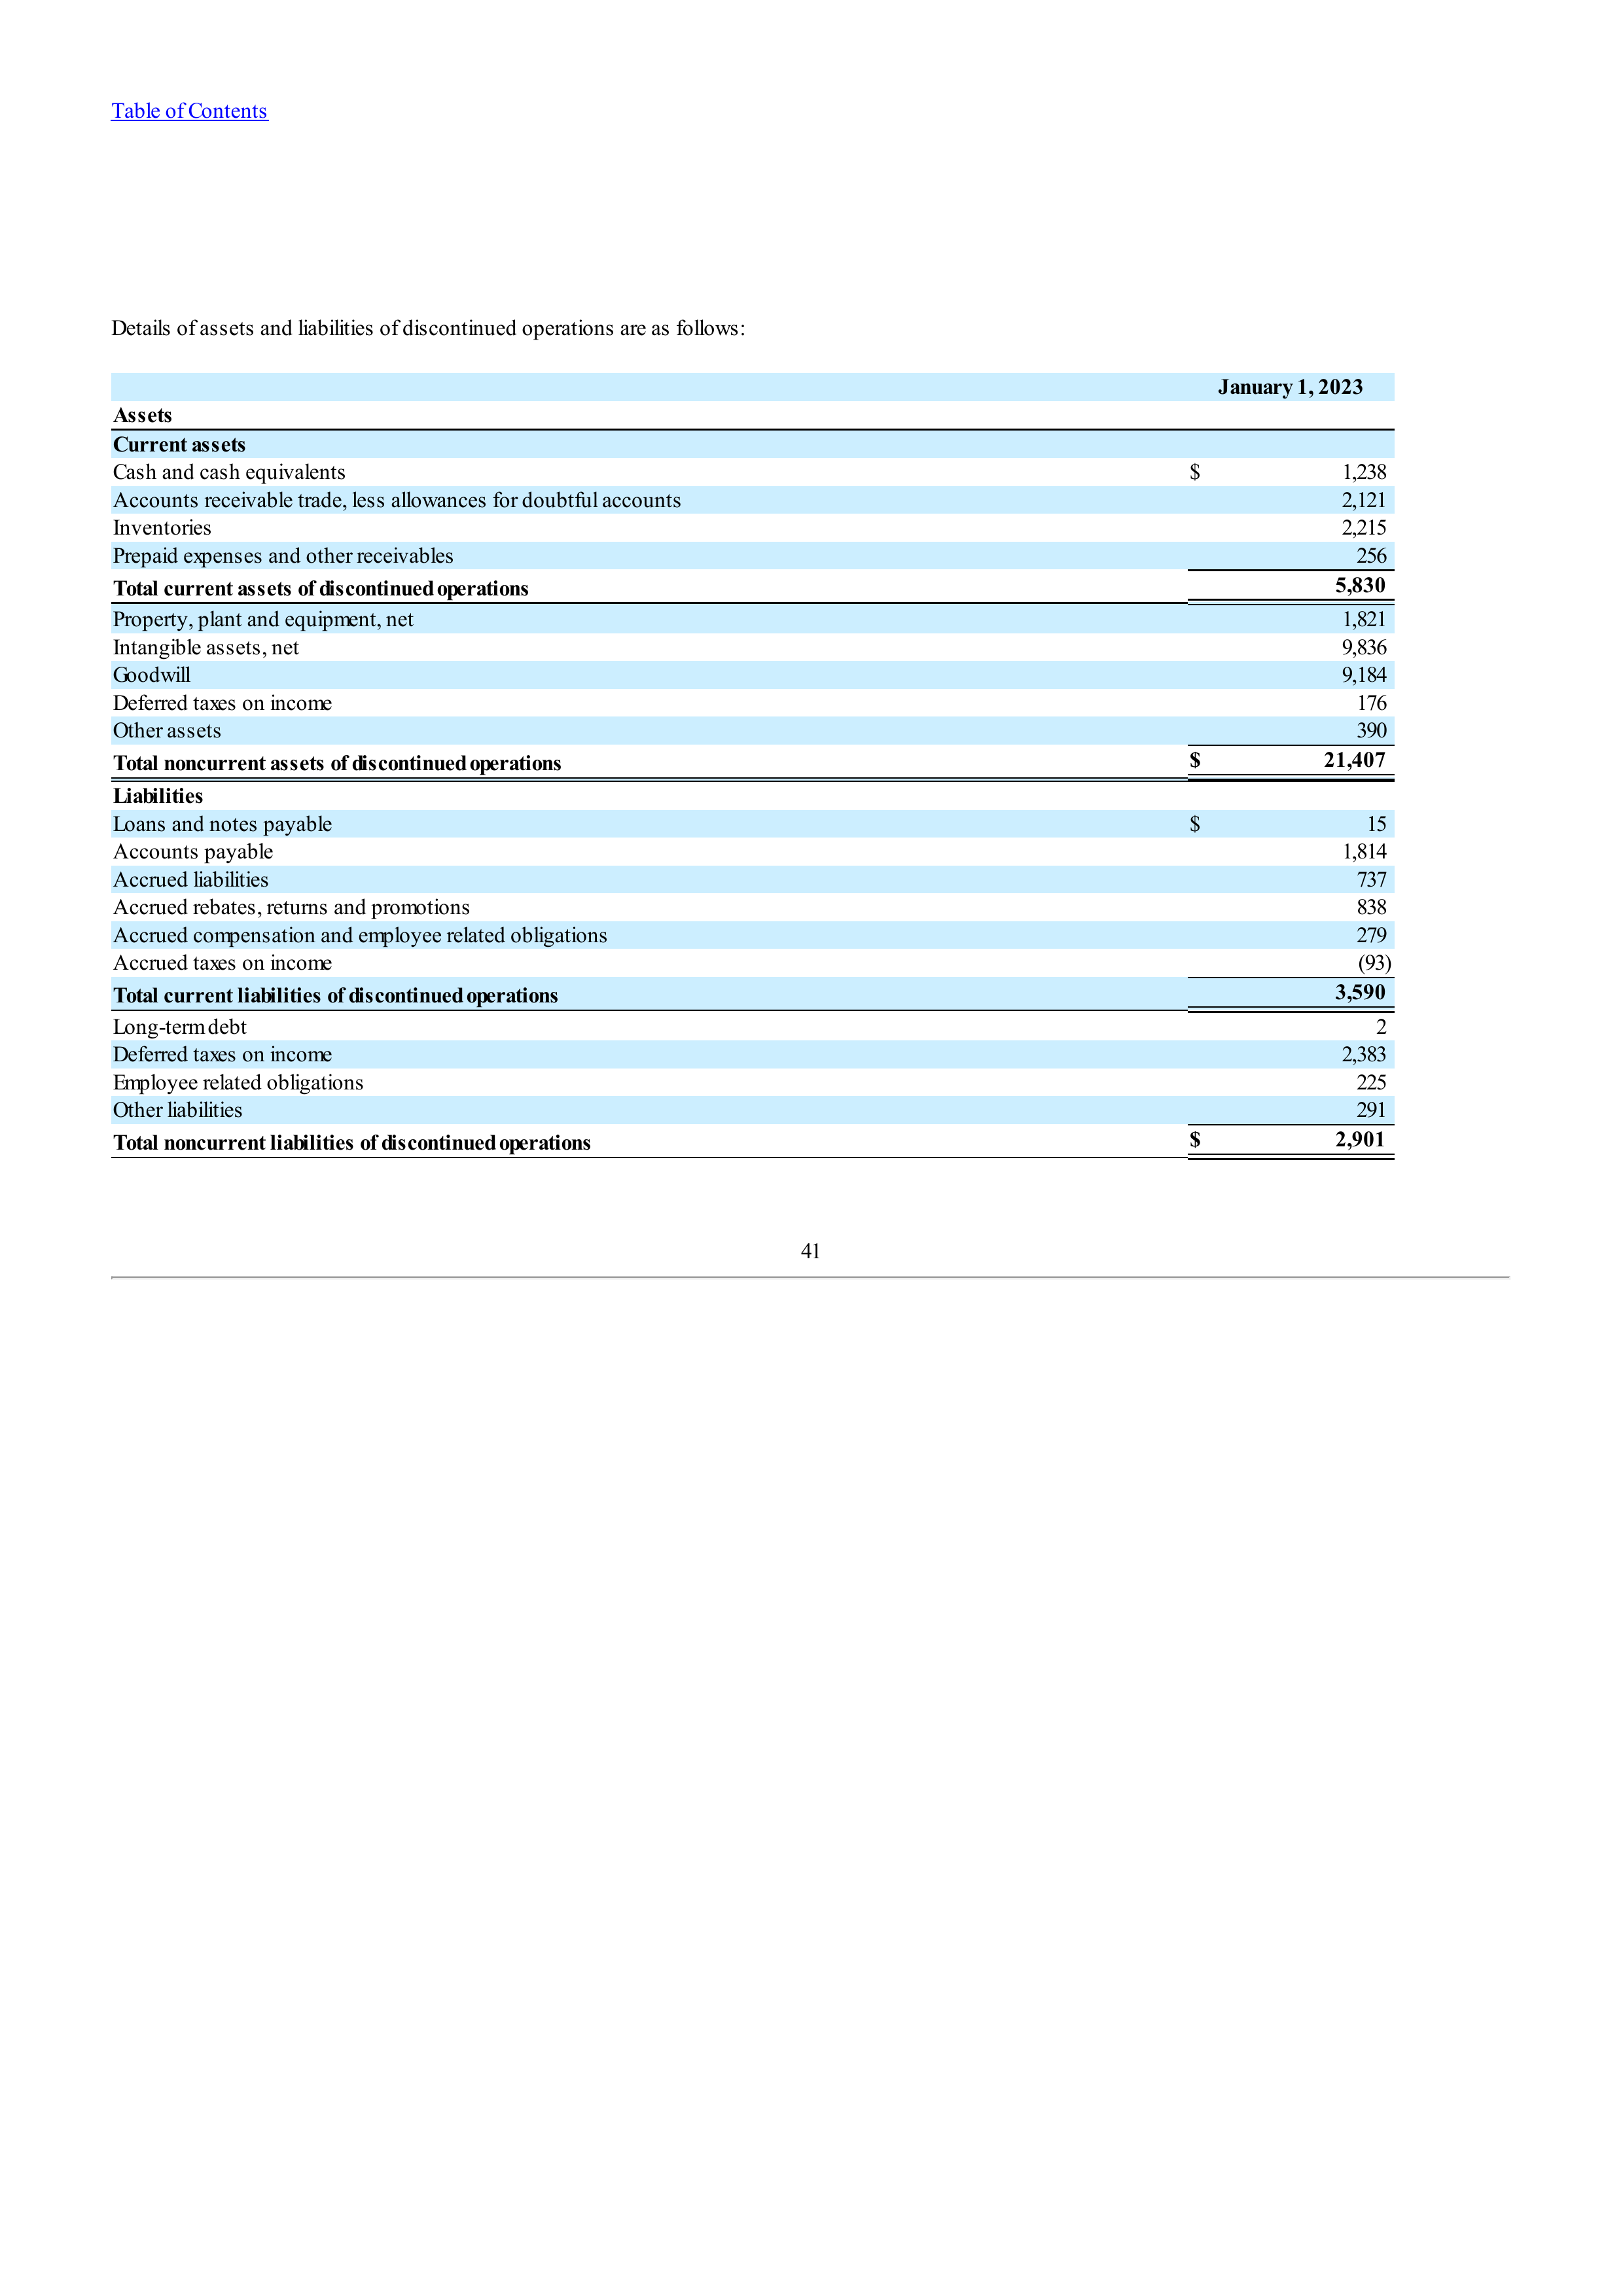 Table of Contents
Details of assets and liabilities of discontinued operations are as follows:
January 1, 2023
Assets
Current assets
Cash and cash equivalents $ 1,238
Accounts receivable trade, less allowances for doubtful accounts 2,121
Inventories 2,215
Prepaid expenses and other receivables 256
Total current assets of discontinued operations 5,830
Property, plant and equipment, net 1,821
Intangible assets, net 9,836
Goodwill 9,184
Deferred taxes on income 176
Other assets 390
Total noncurrent assets of discontinued operations $ 21,407
Liabilities
Loans and notes payable $ 15
Accounts payable 1,814
Accrued liabilities 737
Accrued rebates, returns and promotions 838
Accrued compensation and employee related obligations 279
Accrued taxes on income (93)
Total current liabilities of discontinued operations 3,590
Long-term debt 2
Deferred taxes on income 2,383
Employee related obligations 225
Other liabilities 291
Total noncurrent liabilities of discontinued operations $ 2,901
41